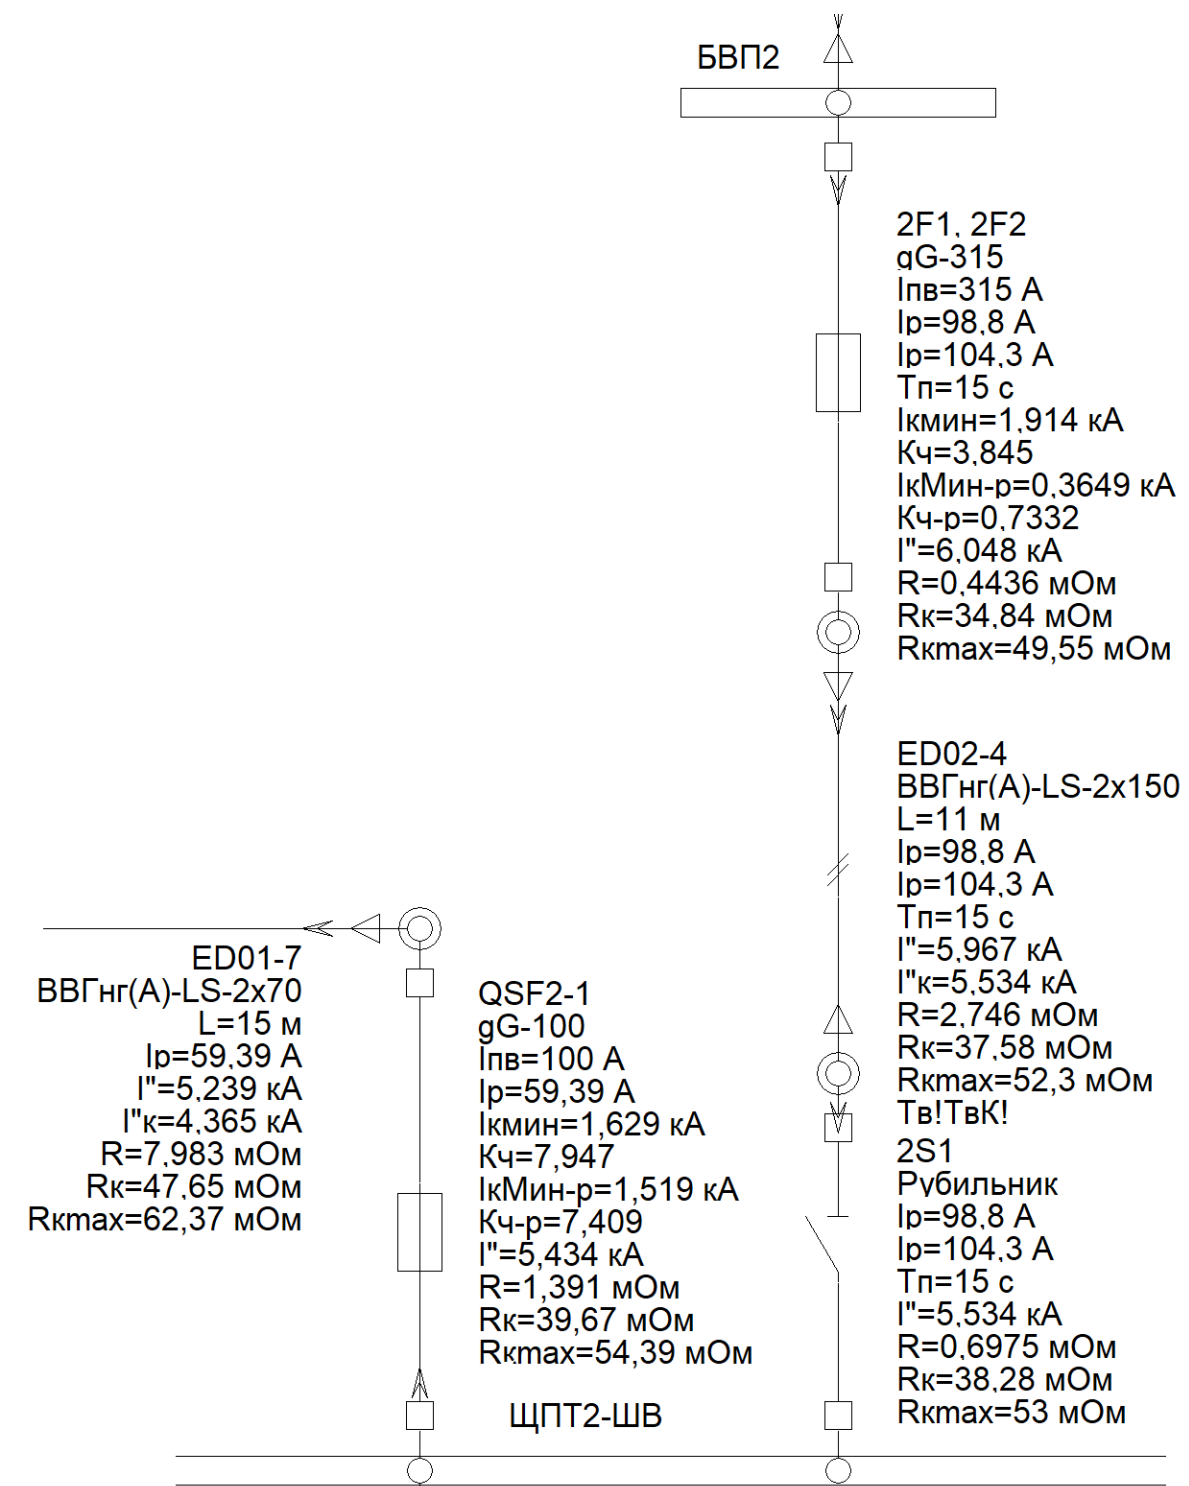 БВП2
2F1, 2F2
gG-315
Iпв=315 А
Iр=98,8 А
Iр=104,3 А
Тп=15 с
Iкмин=1,914 кА
Кч=3,845
IкМин-р=0,3649 кА
Кч-р=0,7332
I"=6,048 кА
R=0,4436 мОм
Rк=34,84 мОм
Rкmax=49,55 мОм
ED02-4
ВВГнг(А)-LS-2x150
L=11 м
Iр=98,8 А
Iр=104,3 А
Тп=15 с
I"=5,967 кА
I"к=5,534 кА
R=2,746 мОм
Rк=37,58 мОм
Rкmax=52,3 мОм
Тв!ТвК!
2S1
Рубильник
Iр=98,8 А
Iр=104,3 А
Тп=15 с
I"=5,534 кА
R=0,6975 мОм
Rк=38,28 мОм
Rкmax=53 мОм
ED01-7
ВВГнг(А)-LS-2x70
L=15 м
Iр=59,39 А
I"=5,239 кА
I"к=4,365 кА
R=7,983 мОм
Rк=47,65 мОм
Rкmax=62,37 мОм
QSF2-1
gG-100
Iпв=100 А
Iр=59,39 А
Iкмин=1,629 кА
Кч=7,947
IкМин-р=1,519 кА
Кч-р=7,409
I"=5,434 кА
R=1,391 мОм
Rк=39,67 мОм
Rкmax=54,39 мОм
ЩПТ2-ШВ